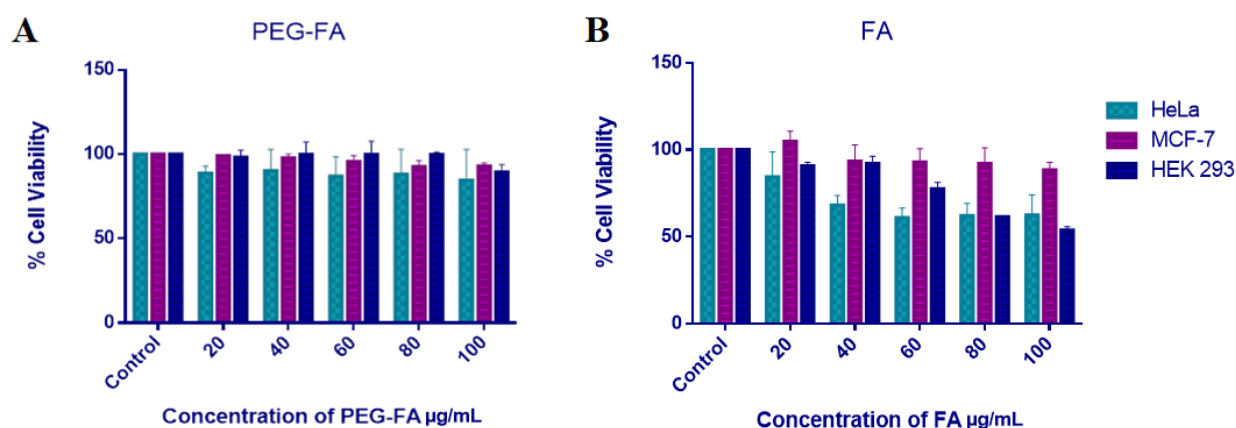 A
PEG-FA
150
100
50
0
% Cell Viability
Control
20
40
60
80
100
Concentration of PEG-FA µg/mL
B
FA
150
100
50
0
% Cell Viability
Control
20
40
60
80
100
Concentration of FA µg/mL
HeLa
MCF-7
HEK 293